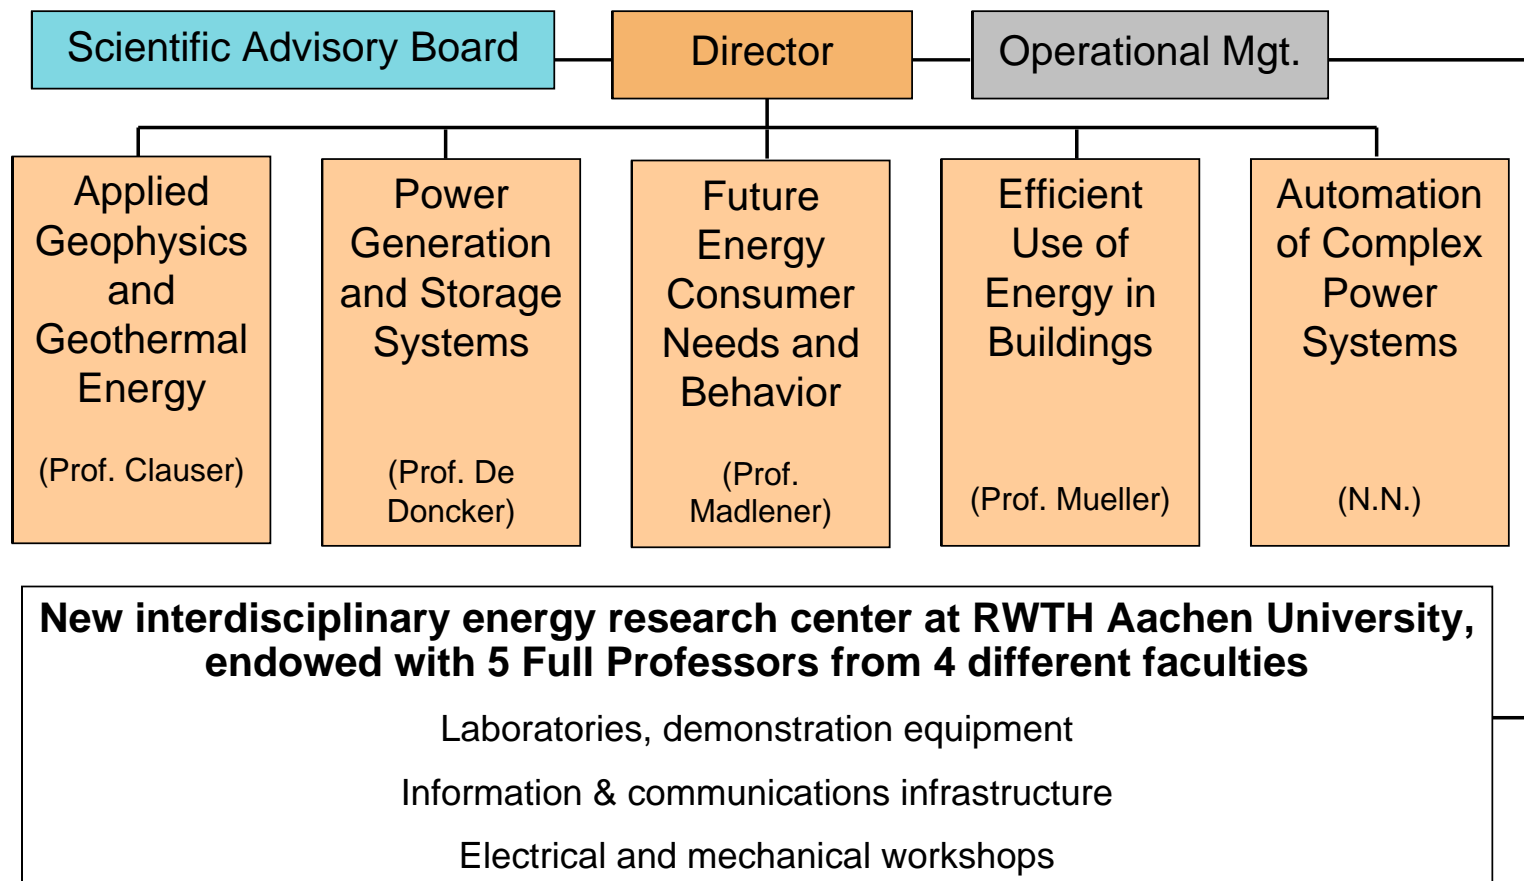 Scientific Advisory Board
Director
Operational Mgt.
Applied
Geophysics
and
Geothermal
Energy
(Prof. Clauser)
Power
Generation
and Storage
Systems
(Prof. De
Doncker)
Future
Energy
Consumer
Needs and
Behavior
(Prof.
Madlener)
Efficient
Use of
Energy in
Buildings
(Prof. Mueller)
Automation
of Complex
Power
Systems
(N.N.)
New interdisciplinary energy research center at RWTH Aachen University,
endowed with 5 Full Professors from 4 different faculties
Laboratories, demonstration equipment
Information & communications infrastructure
Electrical and mechanical workshops